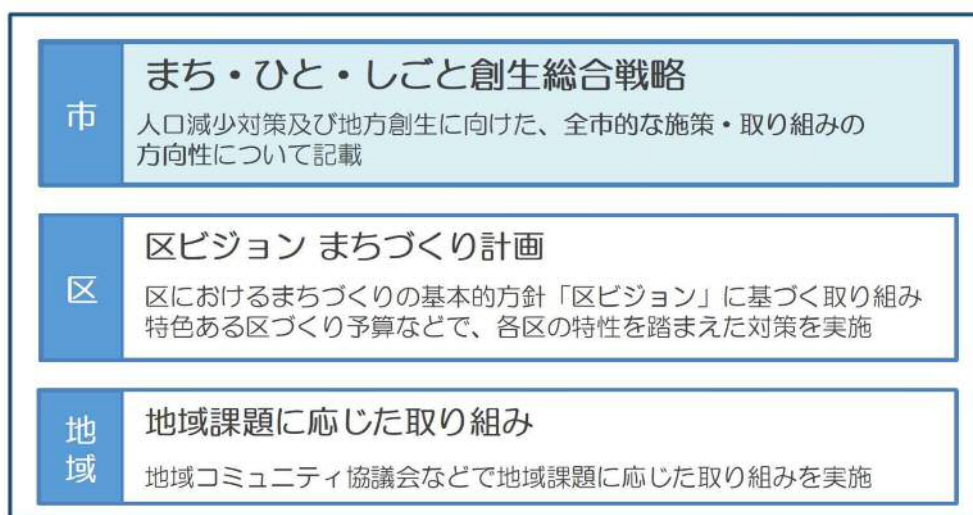 市
まち・ひと・しごと創生総合戦略
人口減少対策及び地方創生に向けた、全市的な施策・取り組みの
方向性について記載
区
区ビジョン まちづくり計画
区におけるまちづくりの基本的方針「区ビジョン」に基づく取り組み
特色ある区づくり予算などで、各区の特性を踏まえた対策を実施
地域
地域課題に応じた取り組み
地域コミュニティ協議会などで地域課題に応じた取り組みを実施